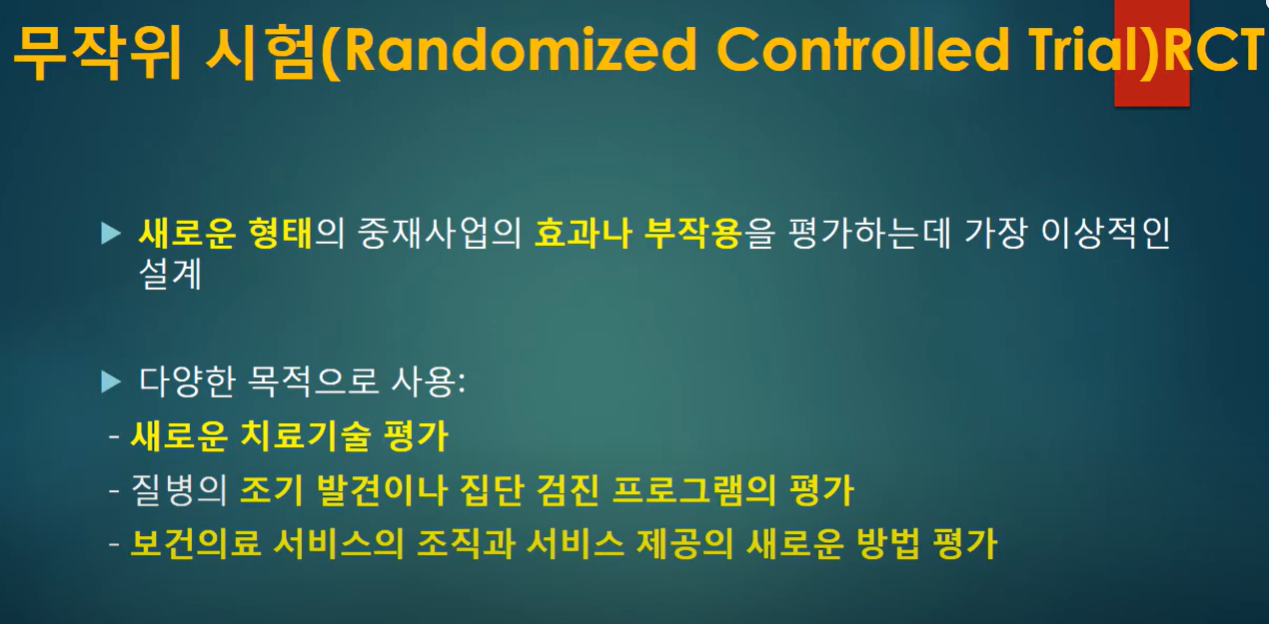 무작위 시험(Randomized Controlled Trial)RCT
새로운 형태의 중재사업의 효과나 부작용을 평가하는데 가장 이상적인
설계
다양한 목적으로 사용:
- 새로운 치료기술 평가
- 질병의 조기 발견이나 집단 검진 프로그램의 평가
- 보건의료 서비스의 조직과 서비스 제공의 새로운 방법 평가